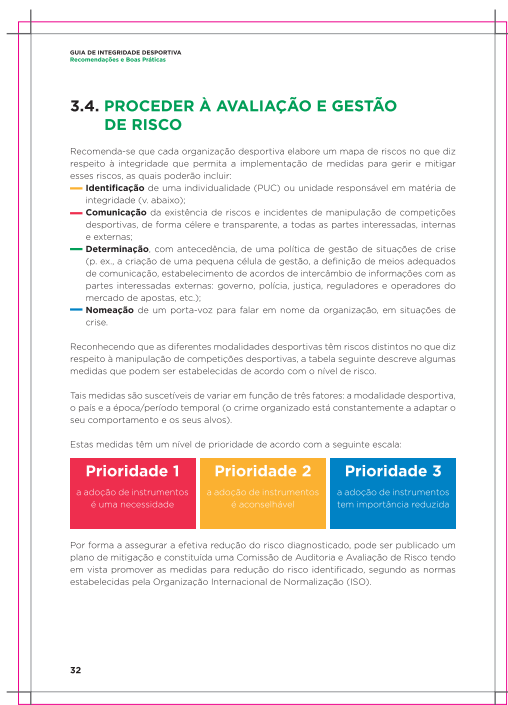 GUIA DE INTEGRIDADE DESPORTIVA
Recomendações e Boas Práticas
3.4. PROCEDER À AVALIAÇÃO E GESTÃO
DE RISCO
Recomenda-se que cada organização desportiva elabore um mapa de riscos no que diz
respeito à integridade que permita a implementação de medidas para gerir e mitigar
esses riscos, as quais poderão incluir:
Identificação de uma individualidade (PUC) ou unidade responsável em matéria de
integridade (v. abaixo);
Comunicação da existência de riscos e incidentes de manipulação de competições
desportivas, de forma célere e transparente, a todas as partes interessadas, internas
e externas;
Determinação, com antecedência, de uma política de gestão de situações de crise
(p. ex., a criação de uma pequena célula de gestão, a definição de meios adequados
de comunicação, estabelecimento de acordos de intercâmbio de informações com as
partes interessadas externas: governo, polícia, justiça, reguladores e operadores do
mercado de apostas, etc.);
Nomeação de um porta-voz para falar em nome da organização, em situações de
crise.
Reconhecendo que as diferentes modalidades desportivas têm riscos distintos no que diz
respeito à manipulação de competições desportivas, a tabela seguinte descreve algumas
medidas que podem ser estabelecidas de acordo com o nível de risco.
Tais medidas são suscetíveis de variar em função de três fatores: a modalidade desportiva,
o país e a época/período temporal (o crime organizado está constantemente a adaptar o
seu comportamento e os seus alvos).
Estas medidas têm um nível de prioridade de acordo com a seguinte escala:
Prioridade 1
a adoção de instrumentos
é uma necessidade
Prioridade 2
a adoção de instrumentos
é aconselhável
Prioridade 3
a adoção de instrumentos
tem importância reduzida
Por forma a assegurar a efetiva redução do risco diagnosticado, pode ser publicado um
plano de mitigação e constituída uma Comissão de Auditoria e Avaliação de Risco tendo
em vista promover as medidas para redução do risco identificado, segundo as normas
estabelecidas pela Organização Internacional de Normalização (ISO).
32